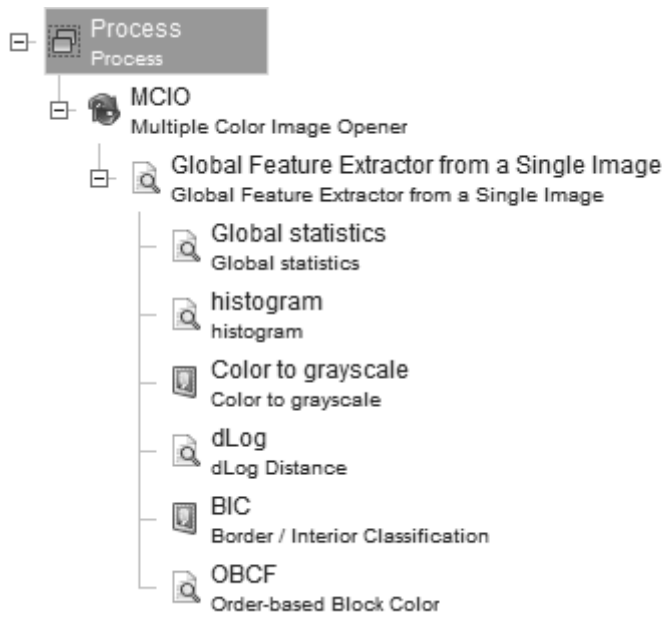 Process
Process
MCIO
Multiple Color Image Opener
Global Feature Extractor from a Single Image
Global Feature Extractor from a Single Image
Global statistics
Global statistics
histogram
histogram
Color to grayscale
Color to grayscale
dLog
dLog Distance
BIC
Border / Interior Classification
OBCF
Order-based Block Color